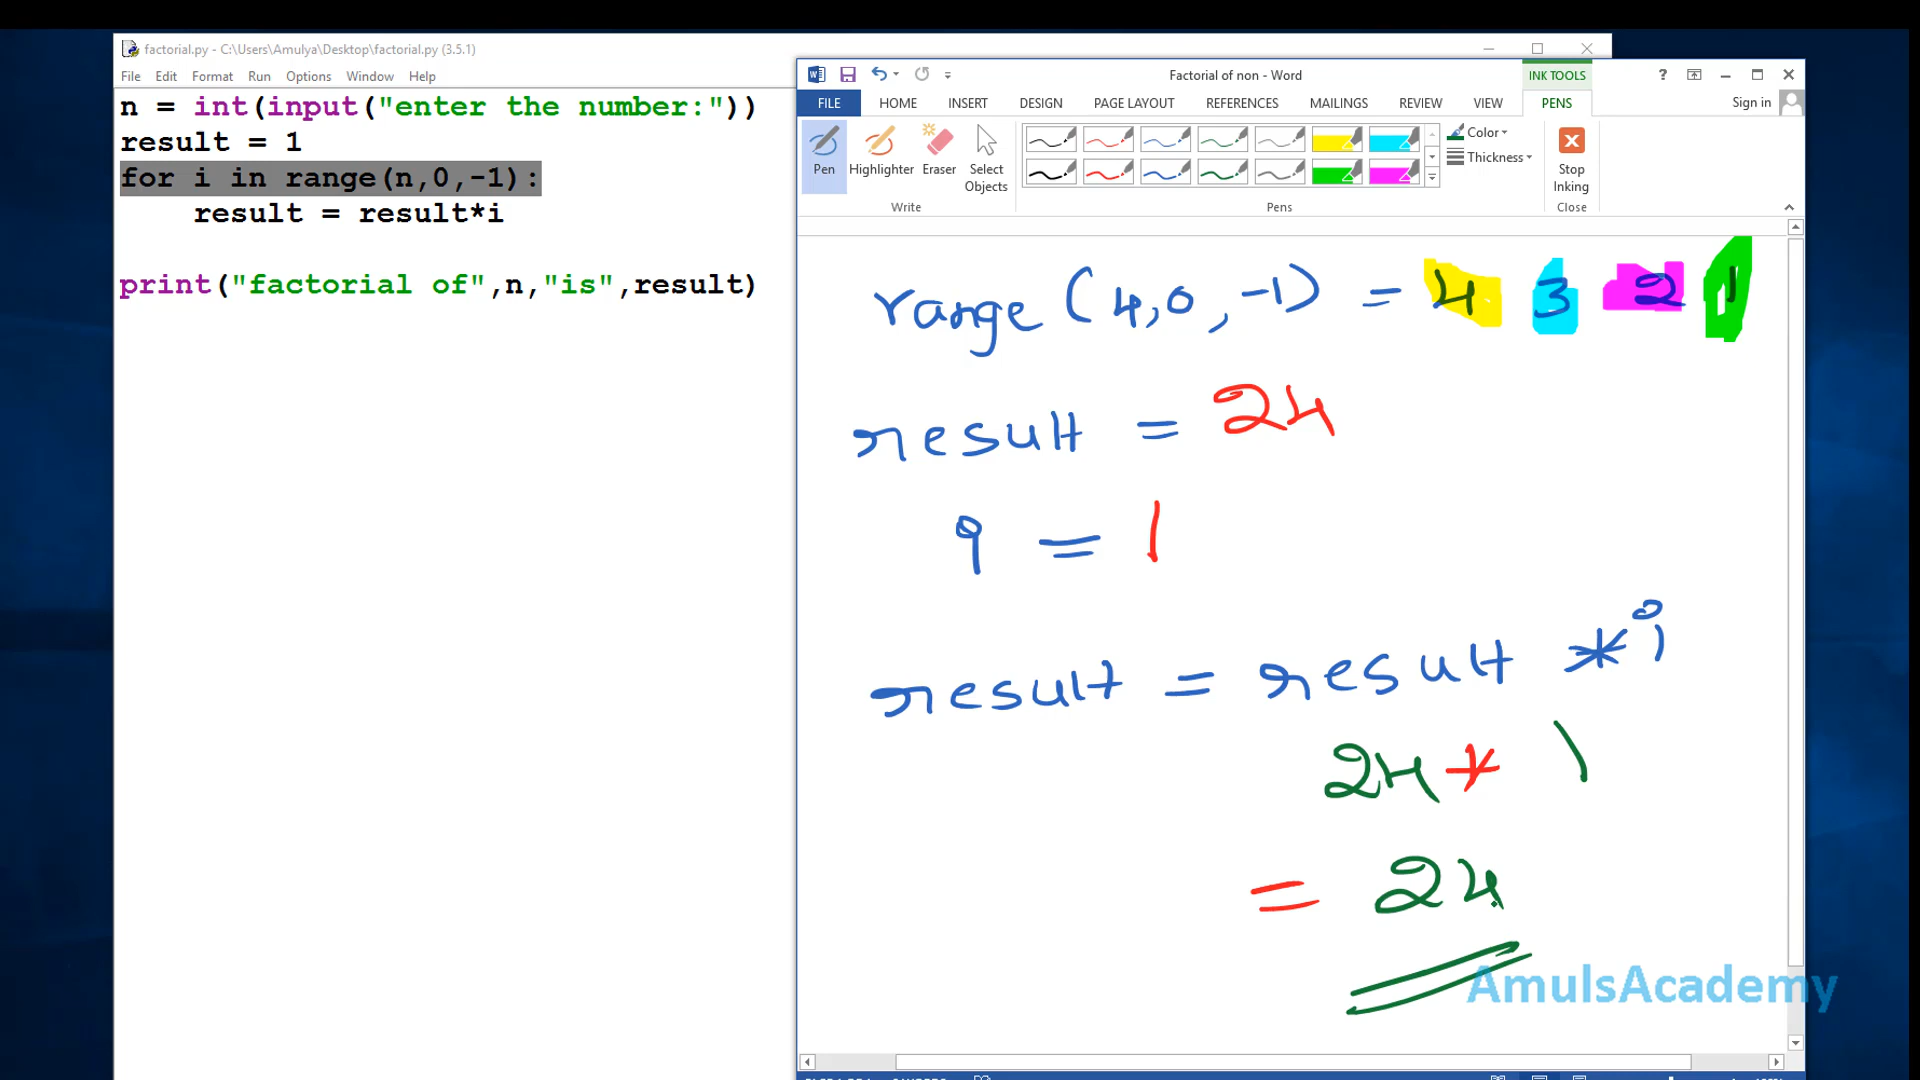 factorial.py - C:\Users\Amulya\Desktop\factorial.py (3.5.1)
File Edit Format Run Options Window Help
n = int(input("enter the number:"))
result = 1
for i in range(n,0,-1):
    result = result*i
print("factorial of",n,"is",result)
Factorial of non - Word
INK TOOLS
?
FILE HOME INSERT DESIGN PAGE LAYOUT REFERENCES MAILINGS REVIEW VIEW PENS
Sign in
Pen Highlighter Eraser Select Objects
Color
Thickness
Stop Inking
Write Pens Close
range (4,0,-1) = 4 3 2 1
result = 24
i = 1
result = result * i
24 * 1
= 24
AmulsAcademy